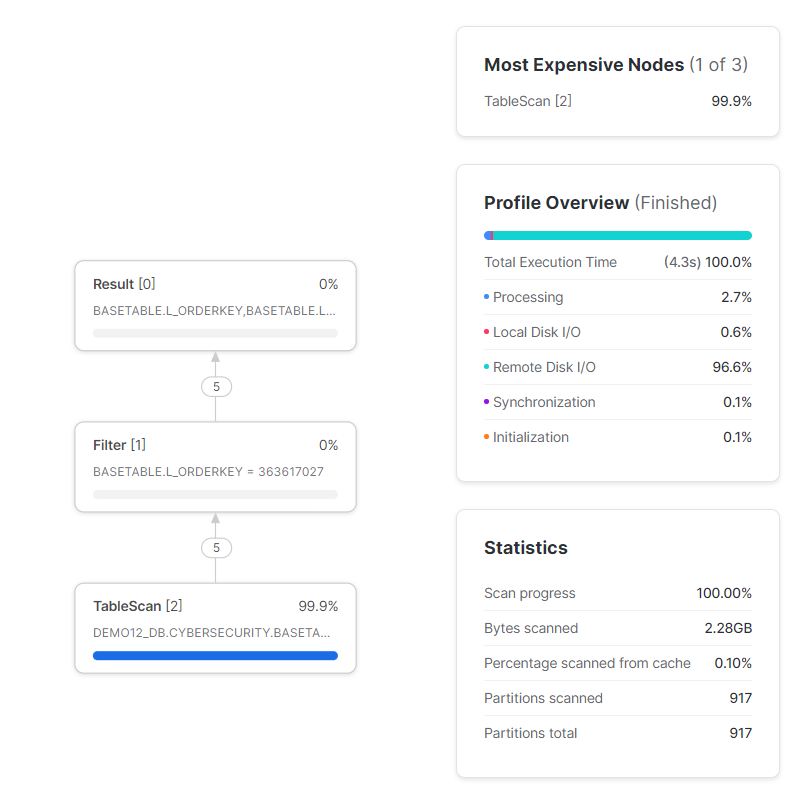 Most Expensive Nodes (1 of 3)
TableScan [2] 99.9%
Profile Overview (Finished)
Total Execution Time (4.3s) 100.0%
Processing 2.7%
Local Disk I/O 0.6%
Remote Disk I/O 96.6%
Synchronization 0.1%
Initialization 0.1%
Statistics
Scan progress 100.00%
Bytes scanned 2.28GB
Percentage scanned from cache 0.10%
Partitions scanned 917
Partitions total 917
Result [0] 0%
BASETABLE.L_ORDERKEY,BASETABLE.L...
5
Filter [1] 0%
BASETABLE.L_ORDERKEY = 363617027
5
TableScan [2] 99.9%
DEMO12_DB.CYBERSECURITY.BASETA...